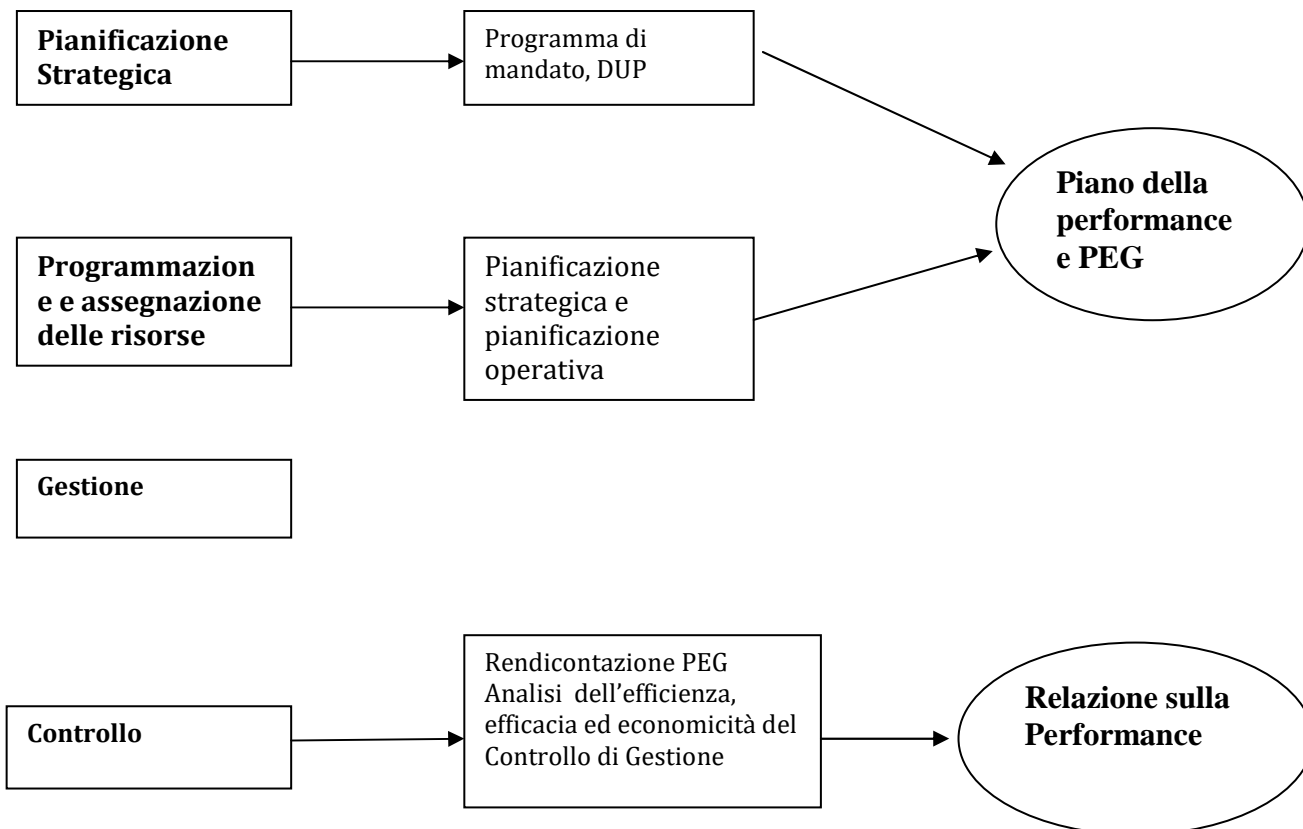 Pianificazione
Strategica
Programma di
mandato, DUP
Piano della
performance
e PEG
Programmazion
e e assegnazione
delle risorse
Pianificazione
strategica e
pianificazione
operativa
Gestione
Controllo
Rendicontazione PEG
Analisi  dell’efficienza,
efficacia ed economicità del
Controllo di Gestione
Relazione sulla
Performance